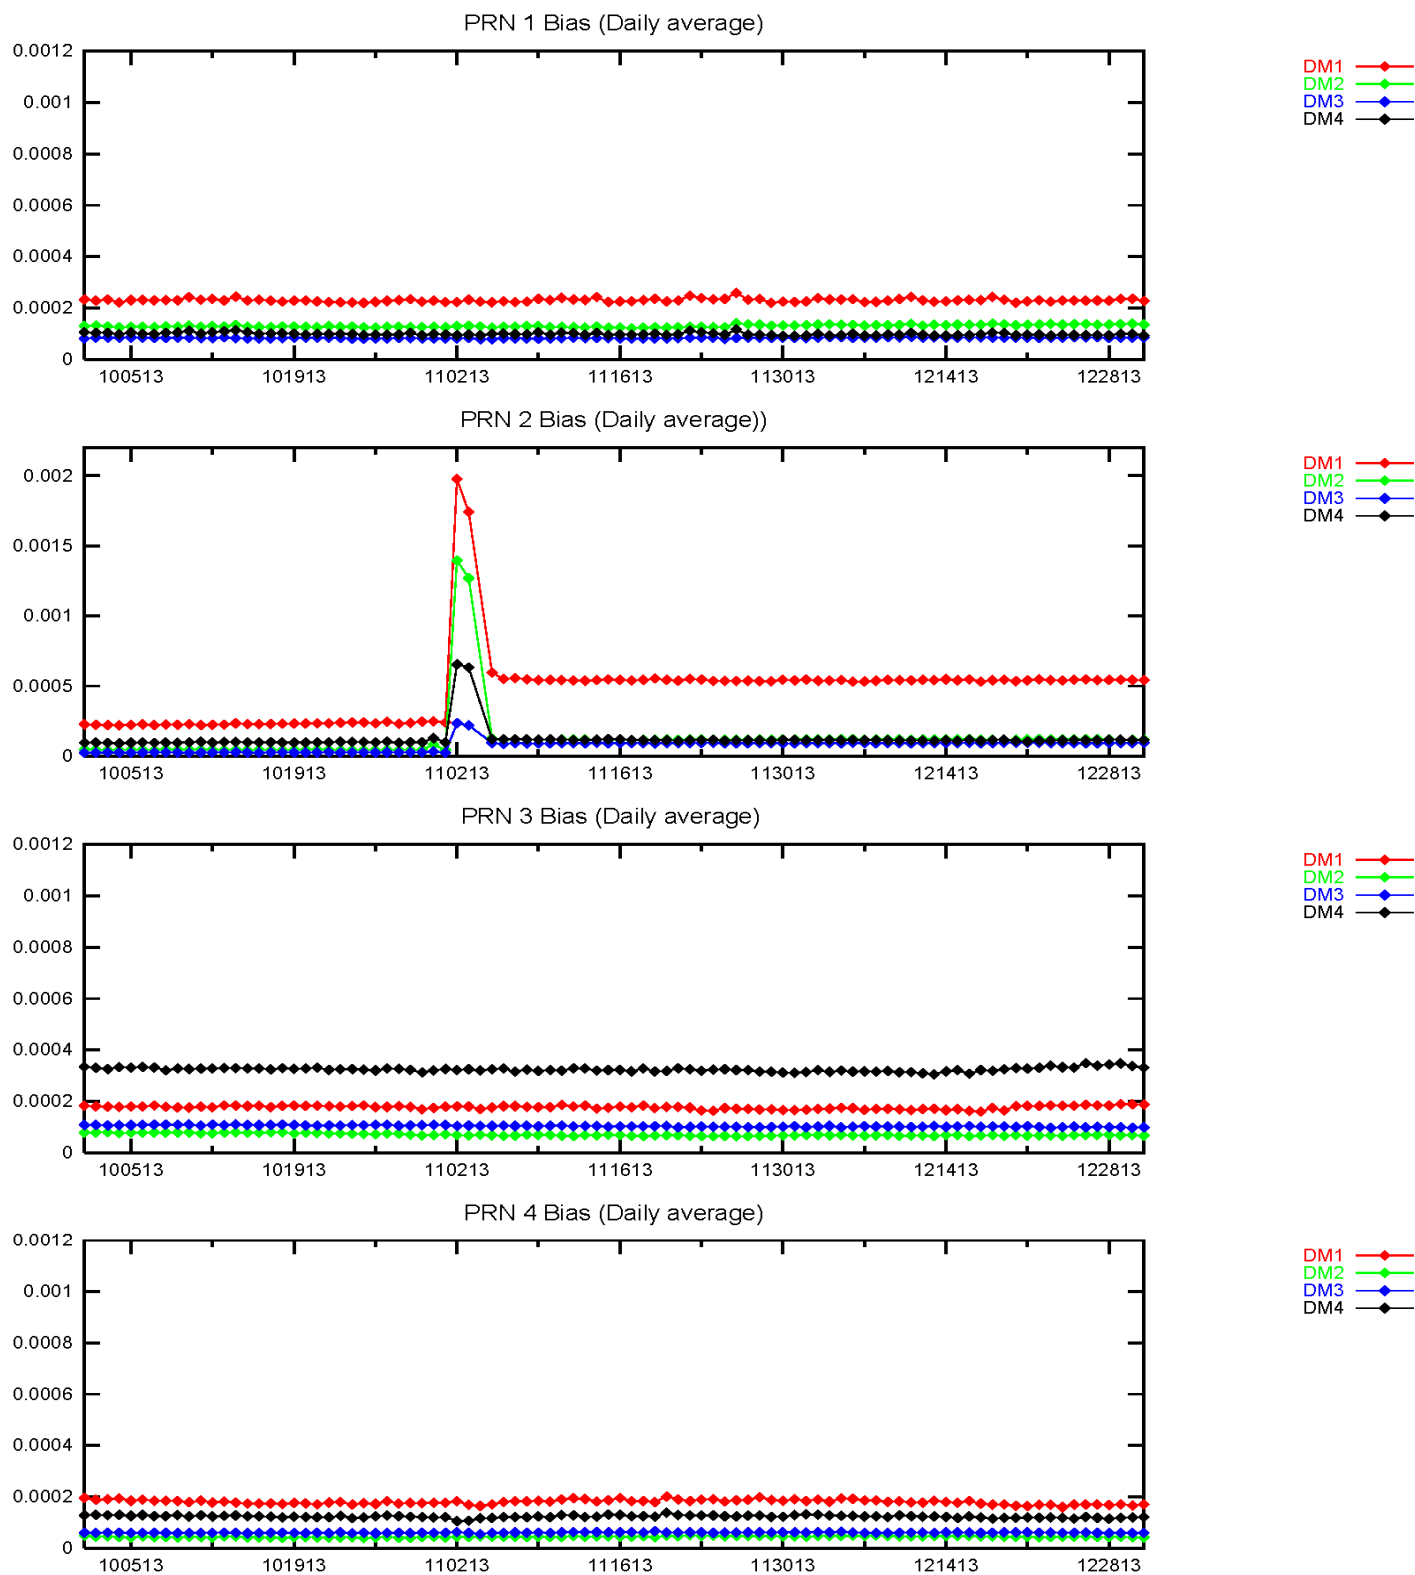 PRN 1 Bias (Daily average)
0.0012
0.001
0.0008
0.0006
0.0004
0.0002
0
100513 101913 110213 111613 113013 121413 122813
DM1
DM2
DM3
DM4
PRN 2 Bias (Daily average))
0.002
0.0015
0.001
0.0005
0
100513 101913 110213 111613 113013 121413 122813
DM1
DM2
DM3
DM4
PRN 3 Bias (Daily average)
0.0012
0.001
0.0008
0.0006
0.0004
0.0002
0
100513 101913 110213 111613 113013 121413 122813
DM1
DM2
DM3
DM4
PRN 4 Bias (Daily average)
0.0012
0.001
0.0008
0.0006
0.0004
0.0002
0
100513 101913 110213 111613 113013 121413 122813
DM1
DM2
DM3
DM4